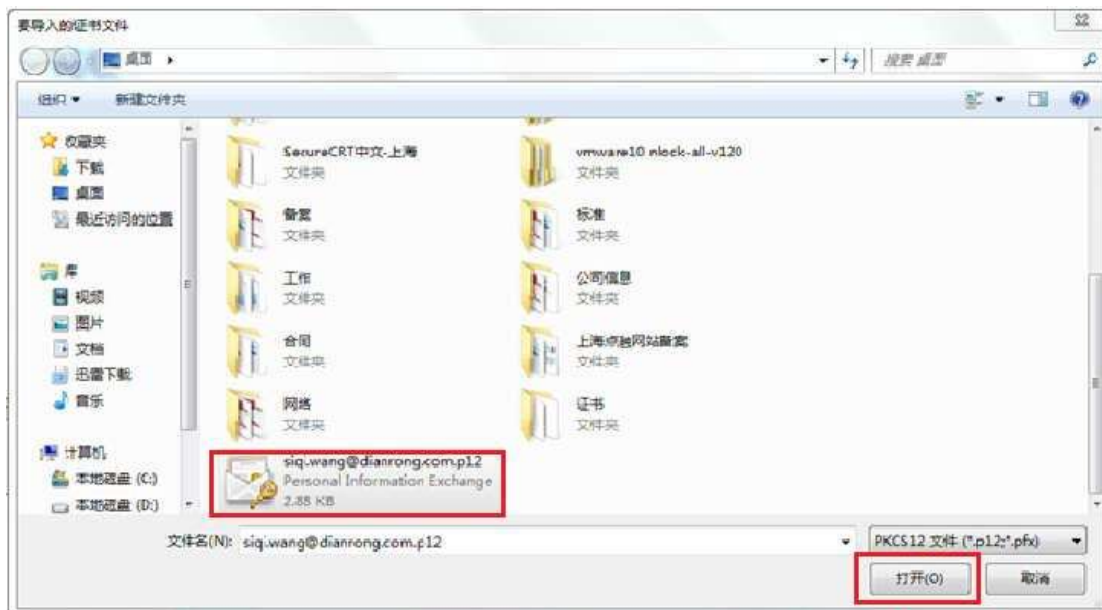 要导入的证书文件
桌面
搜索 桌面
组织
新建文件夹
收藏夹
下载
桌面
最近访问的位置
库
视频
图片
文档
迅雷下载
音乐
计算机
本地磁盘 (C:)
本地磁盘 (D:)
SecureCRT中文-上海
文件夹
备案
文件夹
工作
文件夹
合同
文件夹
网络
文件夹
siqi.wang@dianrong.com.p12
Personal Information Exchange
2.88 KB
文件夹
标准
文件夹
公司信息
文件夹
上海点融网站备案
文件夹
证书
文件夹
文件名(N): siqi.wang@dianrong.com.p12
PKCS12 文件 (*.p12;*.pfx)
打开(O)
取消